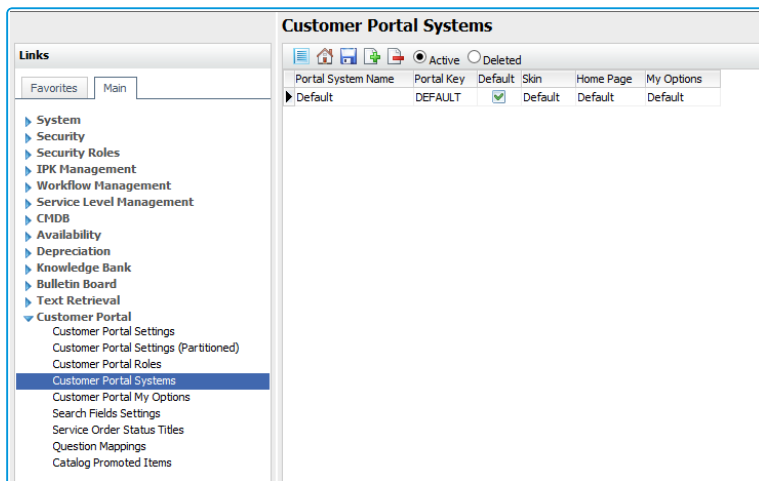 Customer Portal Systems
Links
Active Deleted
Favorites Main
Portal System Name Portal Key Default Skin Home Page My Options
Default DEFAULT Default Default Default
System
Security
Security Roles
IPK Management
Workflow Management
Service Level Management
CMDB
Availability
Depreciation
Knowledge Bank
Bulletin Board
Text Retrieval
Customer Portal
Customer Portal Settings
Customer Portal Settings (Partitioned)
Customer Portal Roles
Customer Portal Systems
Customer Portal My Options
Search Fields Settings
Service Order Status Titles
Question Mappings
Catalog Promoted Items